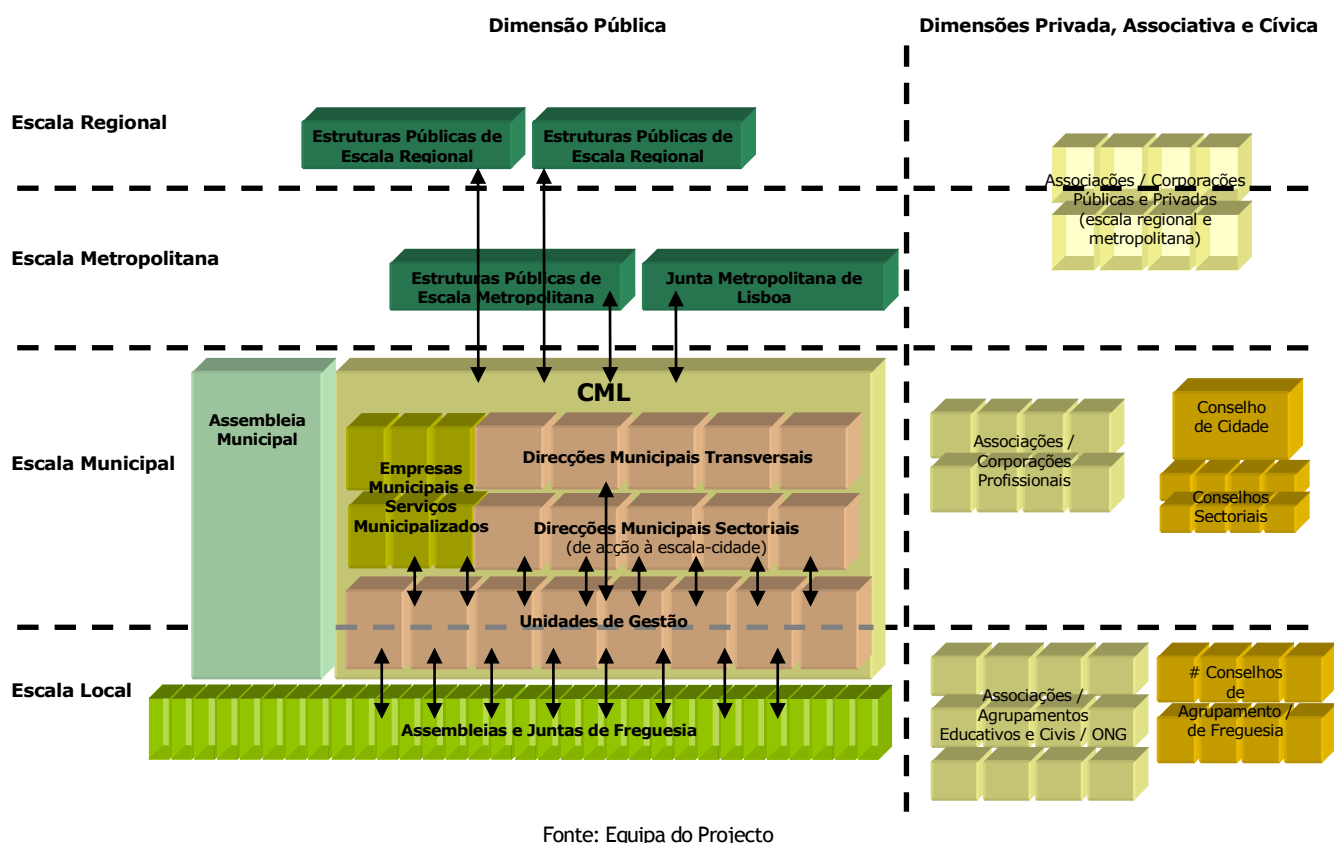 Dimensão Pública
Dimensões Privada, Associativa e Cívica
Escala Regional
Estruturas Públicas de
Escala Regional
Estruturas Públicas de
Escala Regional
Associações / Corporações
Públicas e Privadas
(escala regional e
metropolitana)
Escala Metropolitana
Estruturas Públicas de
Escala Metropolitana
Junta Metropolitana de
Lisboa
Escala Municipal
Assembleia
Municipal
CML
Empresas
Municipais e
Serviços
Municipalizados
Direcções Municipais Transversais
Direcções Municipais Sectoriais
(de acção à escala-cidade)
Unidades de Gestão
Associações /
Corporações
Profissionais
Conselho
de Cidade
Conselhos
Sectoriais
Escala Local
Assembleias e Juntas de Freguesia
Associações /
Agrupamentos
Educativos e Civis / ONG
# Conselhos
de
Agrupamento /
de Freguesia
Fonte: Equipa do Projecto